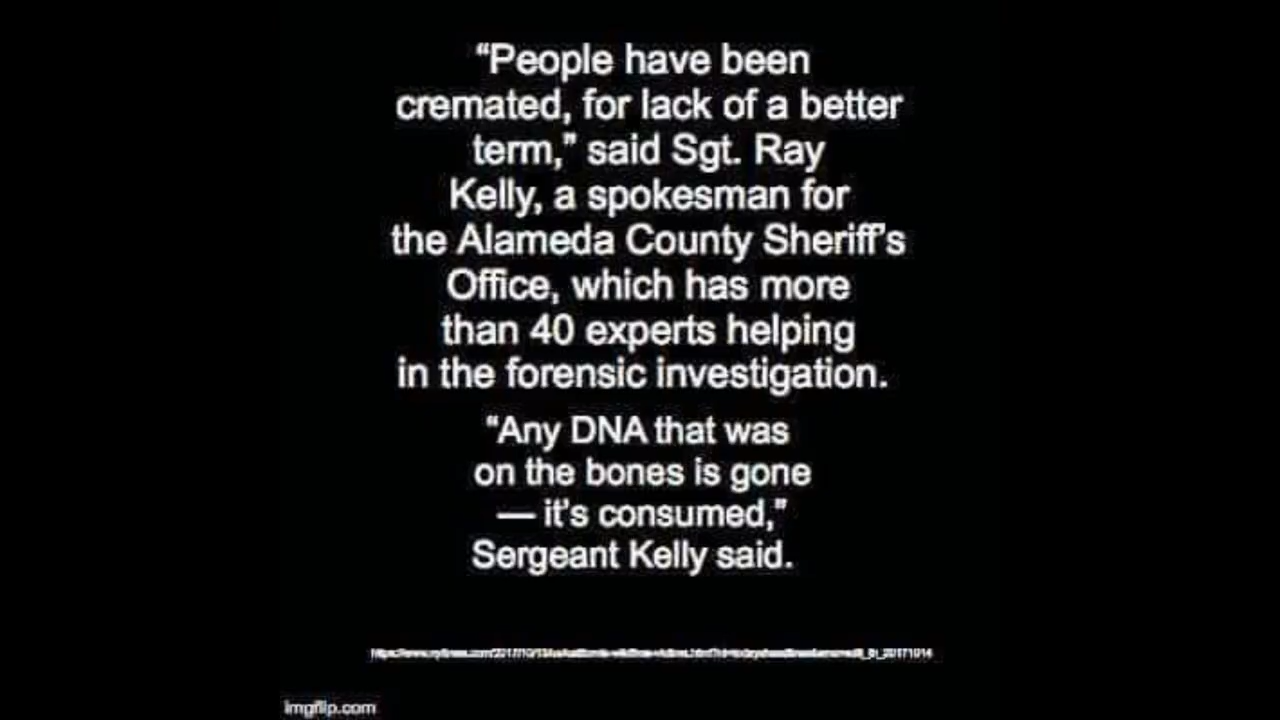 “People have been
cremated, for lack of a better
term,” said Sgt. Ray
Kelly, a spokesman for
the Alameda County Sheriff’s
Office, which has more
than 40 experts helping
in the forensic investigation.
“Any DNA that was
on the bones is gone
— it’s consumed,”
Sergeant Kelly said.
imgflip.com